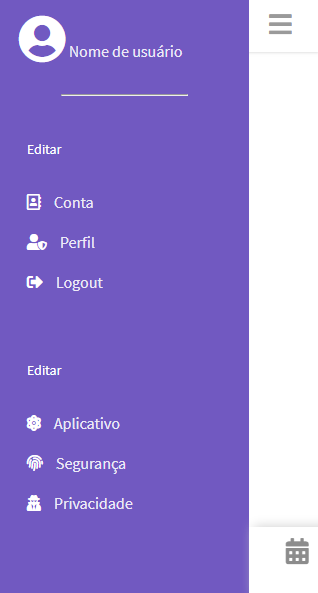 Nome de usuário
Editar
Conta
Perfil
Logout
Editar
Aplicativo
Segurança
Privacidade